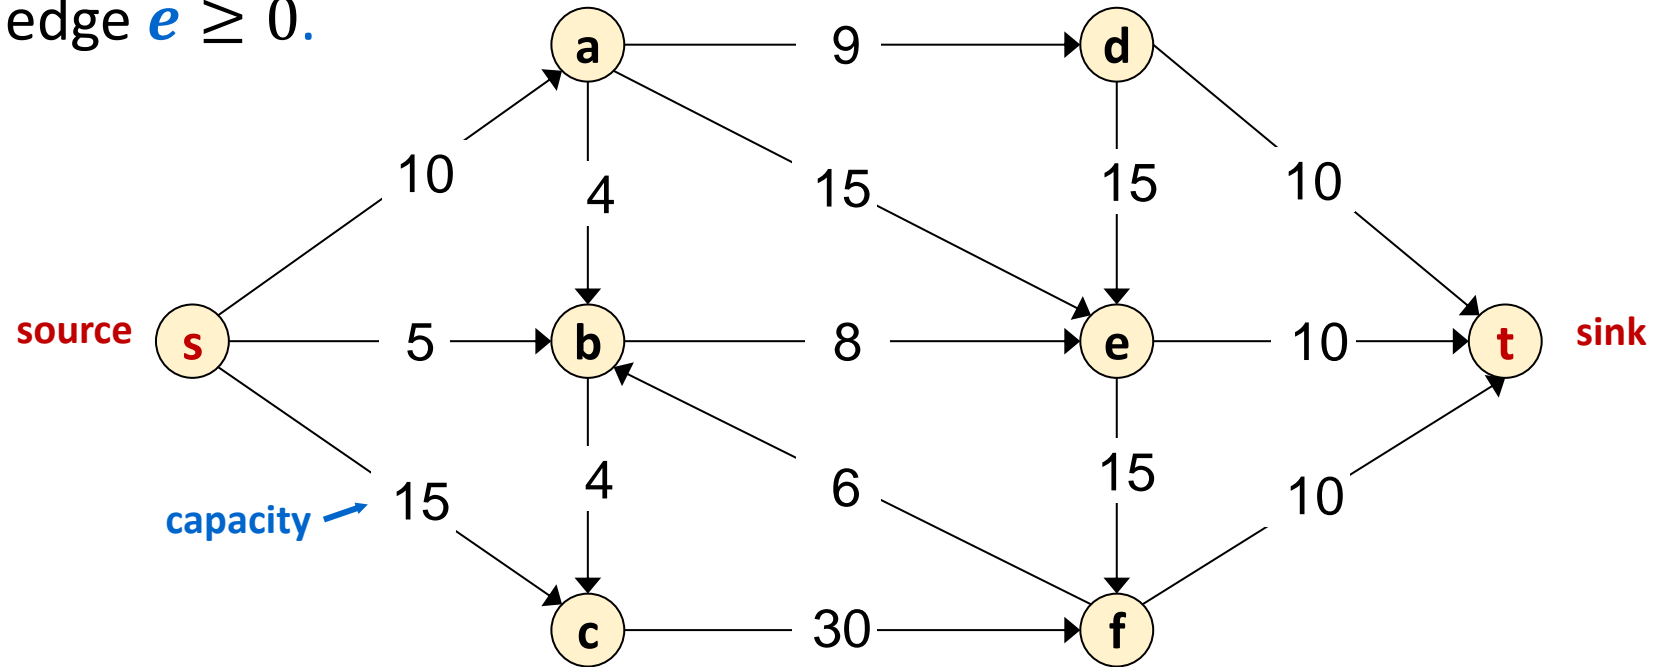 edge e ≥ 0.
a 9 d
10 4 15 15 10
source s 5 b 8 e 10 t sink
capacity 15 4 6 15 10
c 30 f